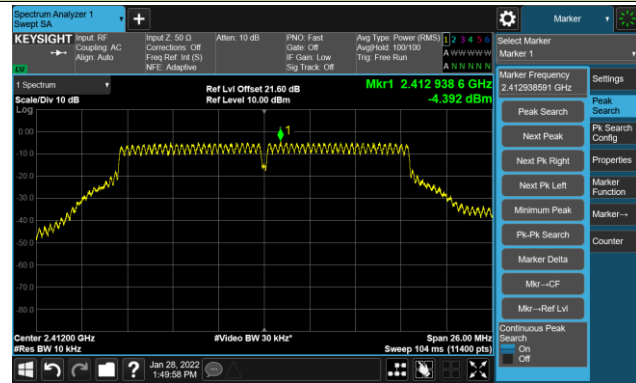 Spectrum Analyzer 1
Swept SA
Marker
KEYSIGHT
Input: RF
Coupling: AC
Align: Auto
Input Z: 50 Ω
Corrections: Off
Freq Ref: Int (S)
NFE: Adaptive
Atten: 10 dB
PNO: Fast
Gate: Off
IF Gain: Low
Sig Track: Off
Avg Type: Power (RMS)
Avg|Hold: 100/100
Trig: Free Run
1 2 3 4 5 6
A W W W W W
A N N N N N
Select Marker
Marker 1
1 Spectrum
Scale/Div 10 dB
Log
Ref Lvl Offset 21.60 dB
Ref Level 10.00 dBm
Mkr1 2.412 938 6 GHz
-4.392 dBm
Marker Frequency
2.412938591 GHz
Settings
Peak Search
Peak
Search
Next Peak
Pk Search
Config
Next Pk Right
Properties
Next Pk Left
Marker
Function
Minimum Peak
Marker→
Pk-Pk Search
Counter
Marker Delta
Mkr→CF
Mkr→Ref Lvl
Continuous Peak
Search
On
Off
1
0.00
-10.0
-20.0
-30.0
-40.0
-50.0
-60.0
-70.0
-80.0
Center 2.41200 GHz
#Res BW 10 kHz
#Video BW 30 kHz*
Span 26.00 MHz
Sweep 104 ms (11400 pts)
Jan 28, 2022
1:49:58 PM